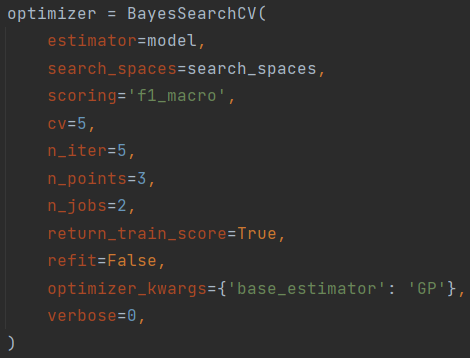 optimizer = BayesSearchCV(
    estimator=model,
    search_spaces=search_spaces,
    scoring='f1_macro',
    cv=5,
    n_iter=5,
    n_points=3,
    n_jobs=2,
    return_train_score=True,
    refit=False,
    optimizer_kwargs={'base_estimator': 'GP'},
    verbose=0,
)